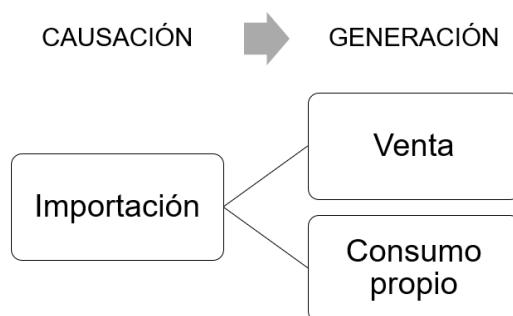 CAUSACIÓN
GENERACIÓN
Importación
Venta
Consumo
propio